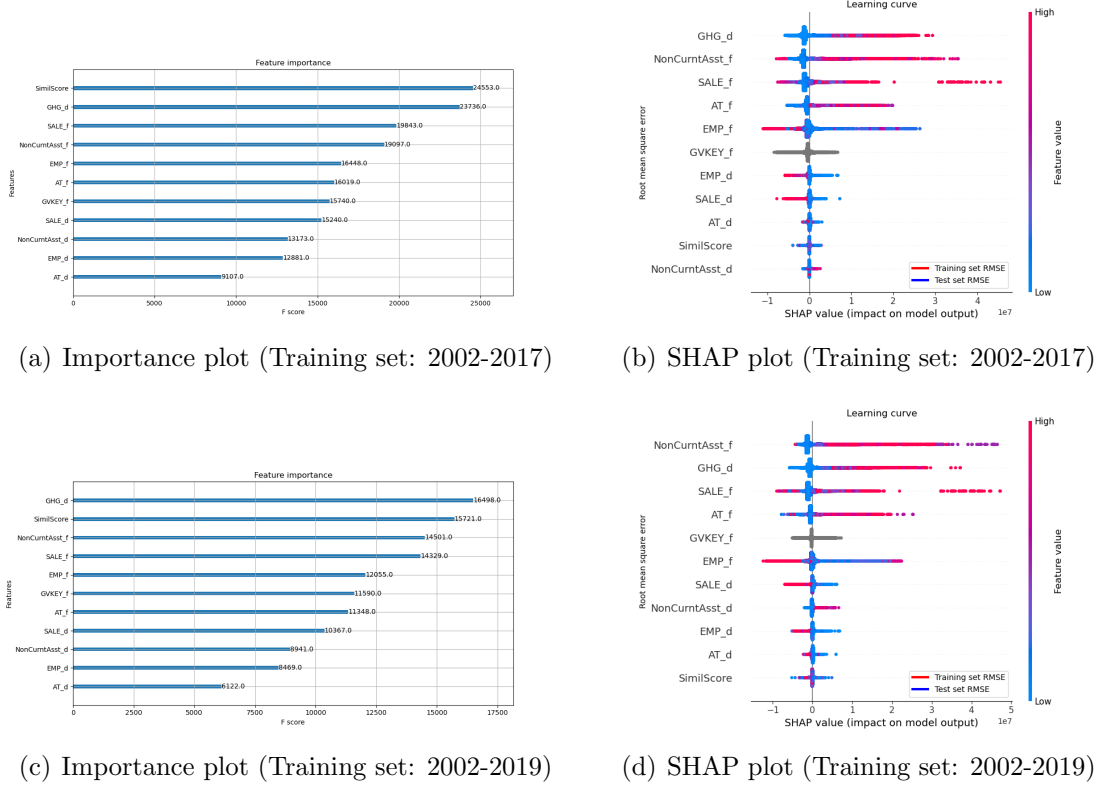 Feature importance
Features
SimilScore
24553.0
GHG_d
23736.0
SALE_f
19843.0
NonCurntAsst_f
19097.0
EMP_f
16448.0
AT_f
16019.0
GVKEY_f
15740.0
SALE_d
15240.0
NonCurntAsst_d
13173.0
EMP_d
12881.0
AT_d
9107.0
0 5000 10000 15000 20000 25000
F score
(a) Importance plot (Training set: 2002-2017)
Learning curve
Root mean square error
GHG_d
NonCurntAsst_f
SALE_f
AT_f
EMP_f
GVKEY_f
EMP_d
SALE_d
AT_d
SimilScore
NonCurntAsst_d
Training set RMSE
Test set RMSE
−1 0 1 2 3 4
1e7
SHAP value (impact on model output)
High
Feature value
Low
(b) SHAP plot (Training set: 2002-2017)
Feature importance
Features
GHG_d
16498.0
SimilScore
15721.0
NonCurntAsst_f
14501.0
SALE_f
14329.0
EMP_f
12055.0
GVKEY_f
11590.0
AT_f
11348.0
SALE_d
10367.0
NonCurntAsst_d
8941.0
EMP_d
8469.0
AT_d
6122.0
0 2500 5000 7500 10000 12500 15000 17500
F score
(c) Importance plot (Training set: 2002-2019)
Learning curve
Root mean square error
NonCurntAsst_f
GHG_d
SALE_f
AT_f
GVKEY_f
EMP_f
SALE_d
NonCurntAsst_d
EMP_d
AT_d
SimilScore
Training set RMSE
Test set RMSE
−1 0 1 2 3 4 5
1e7
SHAP value (impact on model output)
High
Feature value
Low
(d) SHAP plot (Training set: 2002-2019)